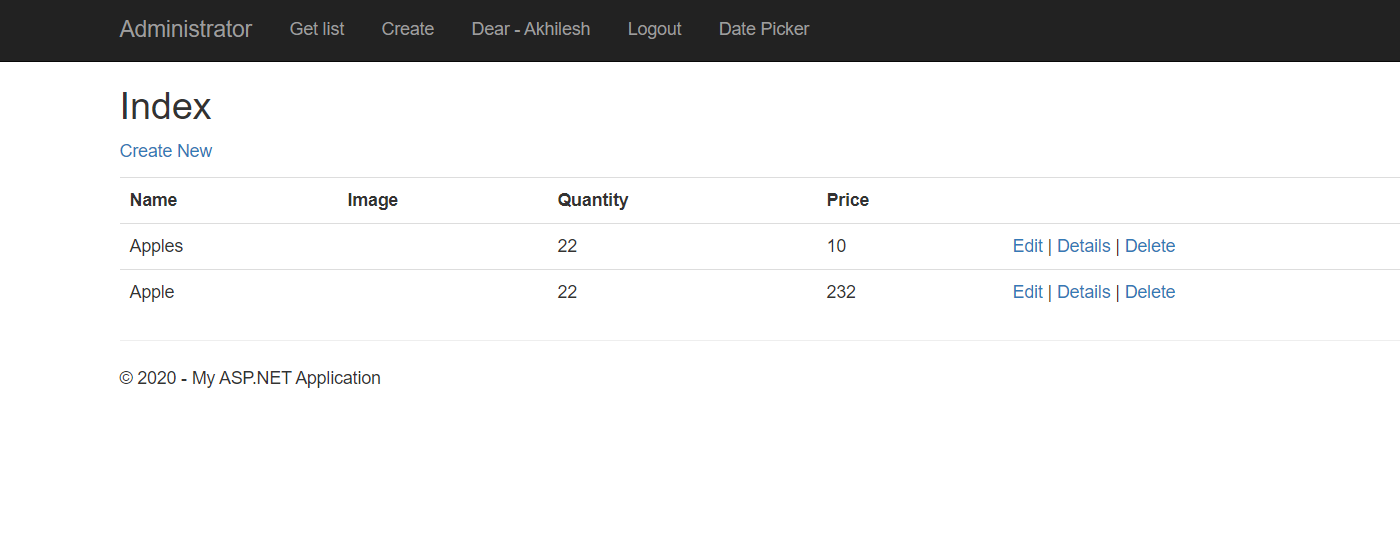 Administrator Get list Create Dear - Akhilesh Logout Date Picker
Index
Create New
Name Image Quantity Price
Apples 22 10 Edit | Details | Delete
Apple 22 232 Edit | Details | Delete
© 2020 - My ASP.NET Application